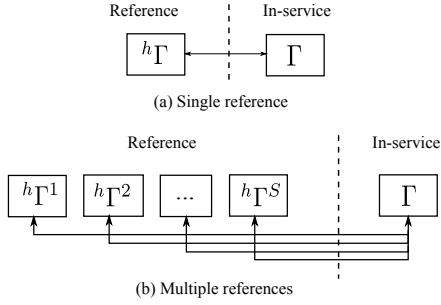 Reference In-service
hΓ Γ
(a) Single reference
Reference In-service
hΓ1 hΓ2 ... hΓS Γ
(b) Multiple references